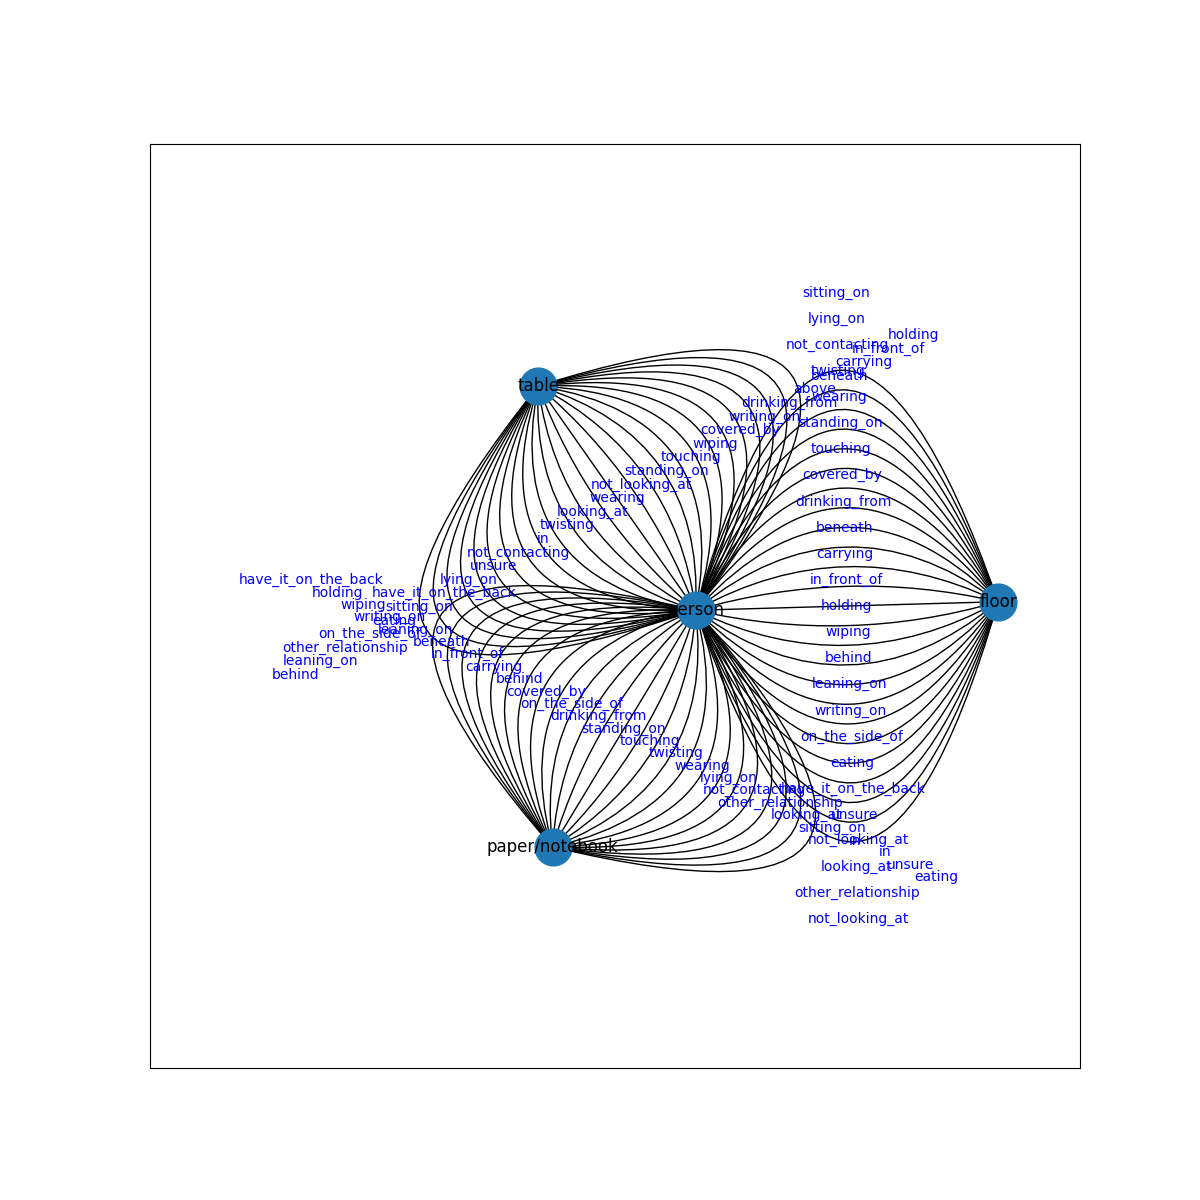 sitting_on
lying_on
holding
not_contacting
in_front_of
carrying
twisting
beneath
table
above
wearing
drinking_from
writing_on
standing_on
covered_by
wiping
touching
touching
standing_on
covered_by
not_looking_at
wearing
drinking_from
looking_at
twisting
beneath
in
not_contacting
carrying
unsure
have_it_on_the_back
lying_on
in_front_of
holding
have_it_on_the_back
floor
wiping
sitting_on
holding
person
writing_on
eating
leaning_on
wiping
on_the_side_of
beneath
other_relationship
in_front_of
behind
leaning_on
carrying
behind
behind
leaning_on
covered_by
on_the_side_of
writing_on
drinking_from
standing_on
on_the_side_of
touching
twisting
eating
wearing
lying_on
not_contacting
have_it_on_the_back
other_relationship
looking_at
unsure
sitting_on
not_looking_at
in
paper/notebook
in
looking_at
unsure
eating
other_relationship
not_looking_at